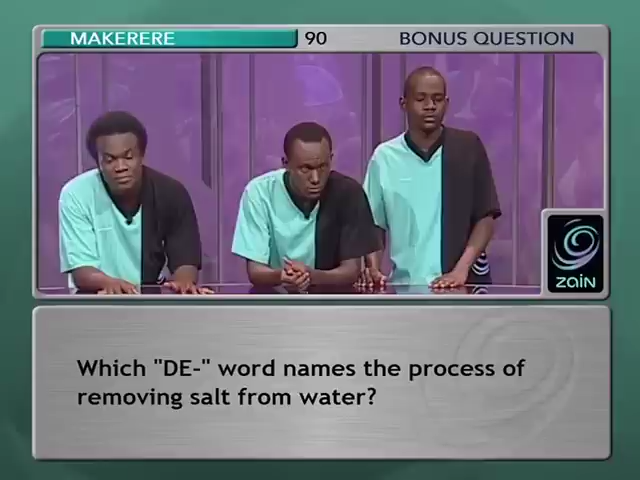 MAKERERE 90 BONUS QUESTION
zain
Which "DE-" word names the process of
removing salt from water?